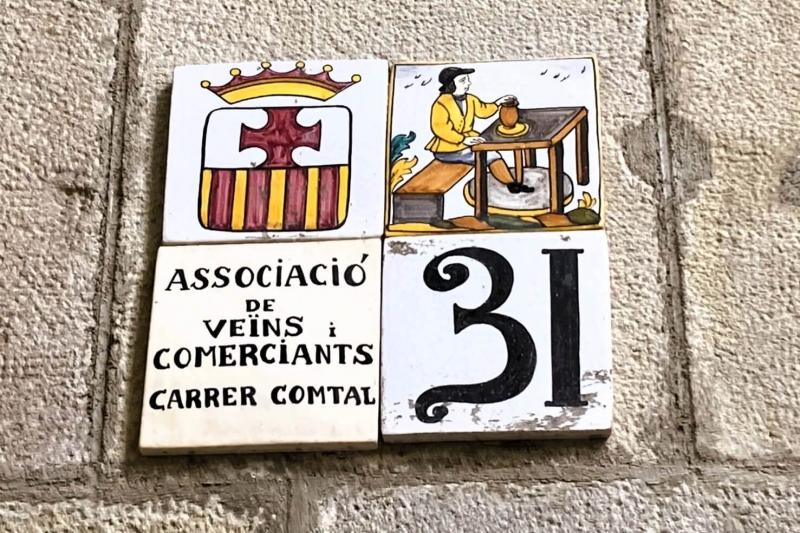 ASSOCIACIÓ
DE
VEÏNS i
COMERCIANTS
CARRER COMTAL
31